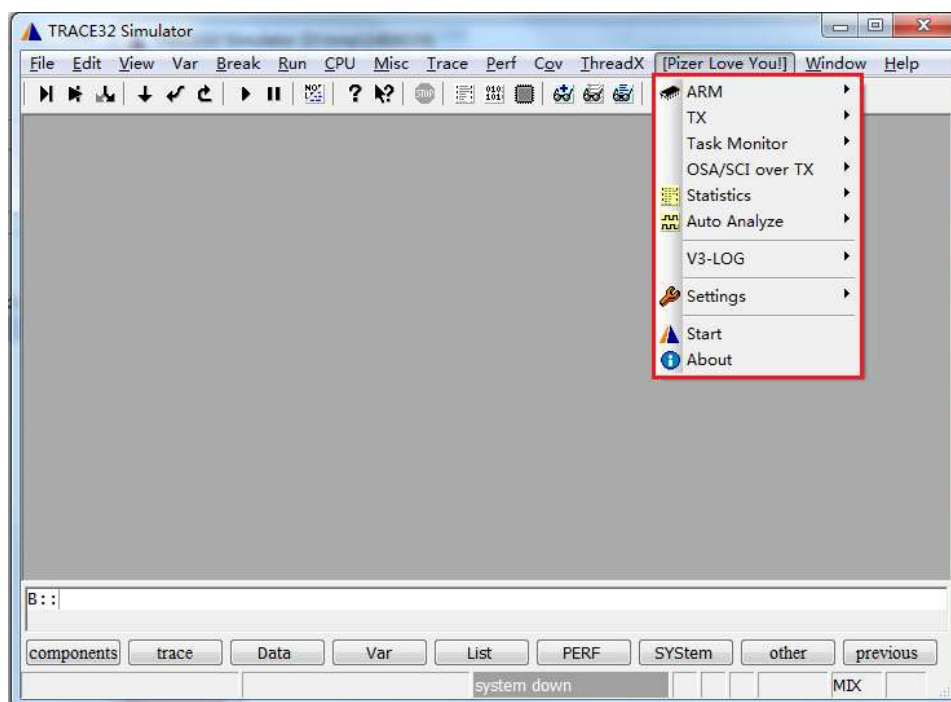 TRACE32 Simulator
File Edit View Var Break Run CPU Misc Trace Perf Cov ThreadX [Pizer Love You!] Window Help
ARM
TX
Task Monitor
OSA/SCI over TX
Statistics
Auto Analyze
V3-LOG
Settings
Start
About
B::
components trace Data Var List PERF SYStem other previous
system down MIX